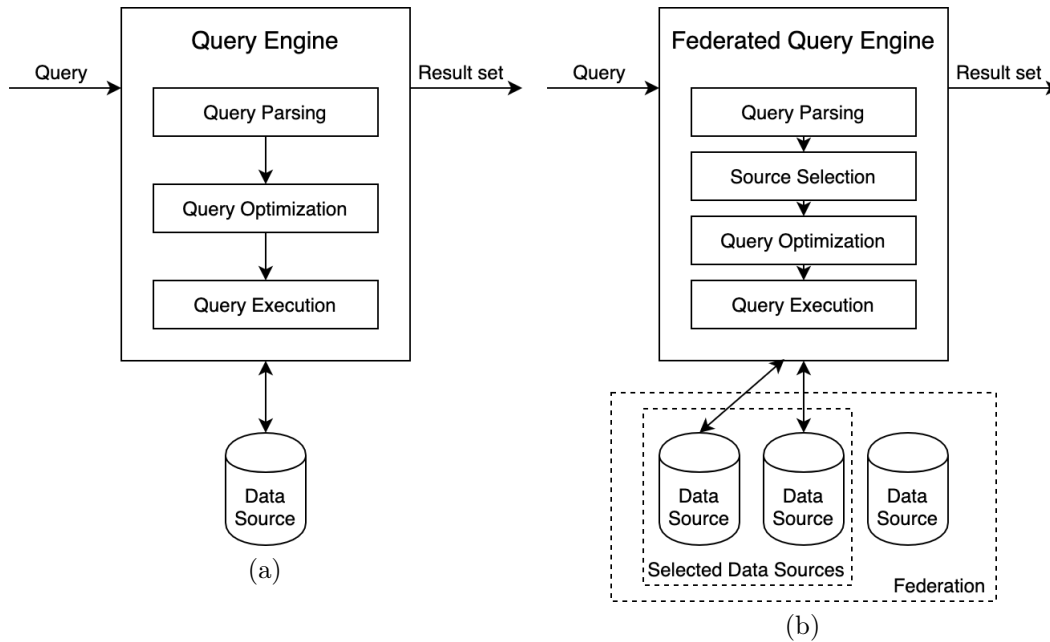 Query Engine
Query
Result set
Query Parsing
Query Optimization
Query Execution
Data
Source
(a)
Federated Query Engine
Query
Result set
Query Parsing
Source Selection
Query Optimization
Query Execution
Data
Source
Data
Source
Data
Source
Selected Data Sources
Federation
(b)